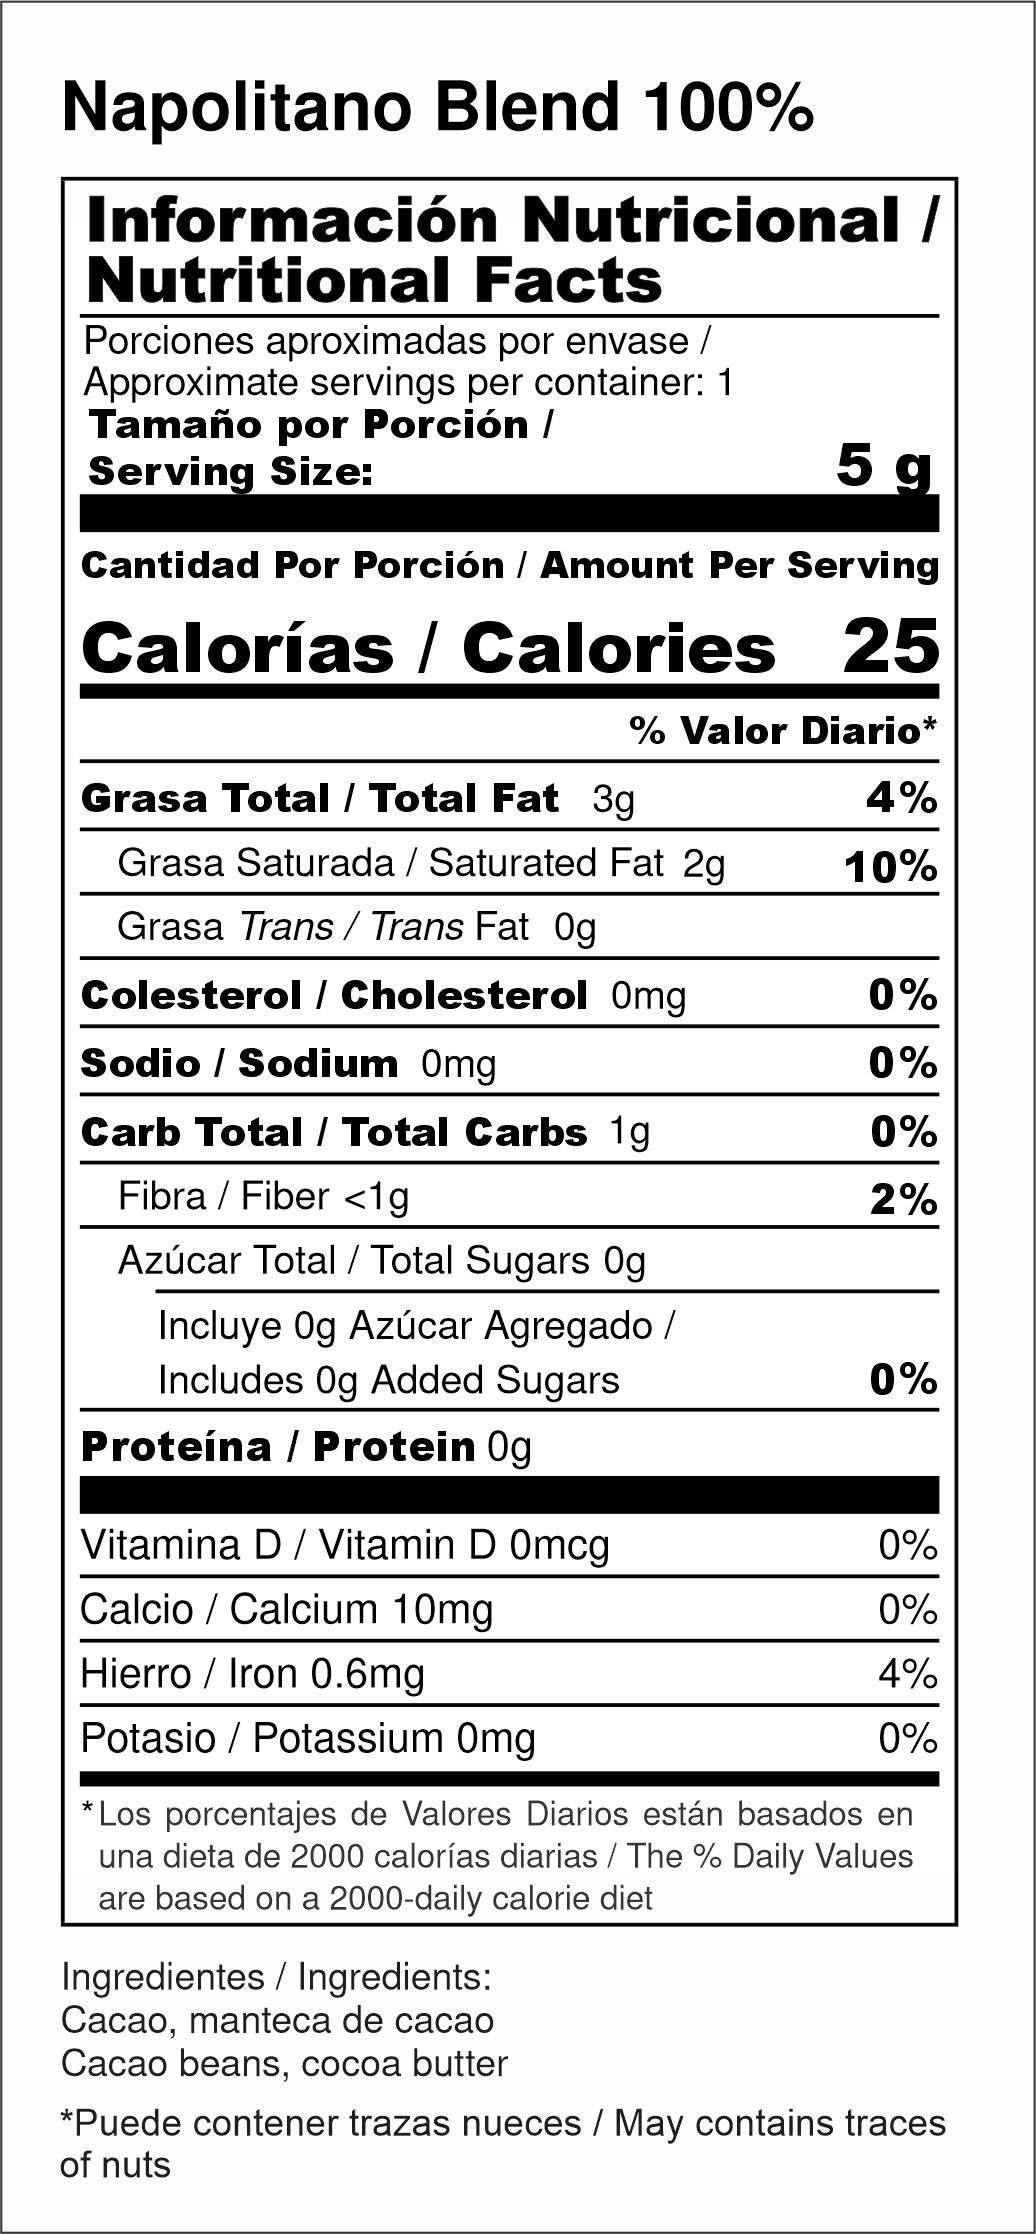 Napolitano Blend 100%
Información Nutricional /
Nutritional Facts
Porciones aproximadas por envase /
Approximate servings per container: 1
Tamaño por Porción /
Serving Size: 5 g
Cantidad Por Porción / Amount Per Serving
Calorías / Calories 25
% Valor Diario*
Grasa Total / Total Fat 3g 4%
Grasa Saturada / Saturated Fat 2g 10%
Grasa Trans / Trans Fat 0g
Colesterol / Cholesterol 0mg 0%
Sodio / Sodium 0mg 0%
Carb Total / Total Carbs 1g 0%
Fibra / Fiber <1g 2%
Azúcar Total / Total Sugars 0g
Incluye 0g Azúcar Agregado /
Includes 0g Added Sugars 0%
Proteína / Protein 0g
Vitamina D / Vitamin D 0mcg 0%
Calcio / Calcium 10mg 0%
Hierro / Iron 0.6mg 4%
Potasio / Potassium 0mg 0%
*Los porcentajes de Valores Diarios están basados en
una dieta de 2000 calorías diarias / The % Daily Values
are based on a 2000-daily calorie diet
Ingredientes / Ingredients:
Cacao, manteca de cacao
Cacao beans, cocoa butter
*Puede contener trazas nueces / May contains traces
of nuts